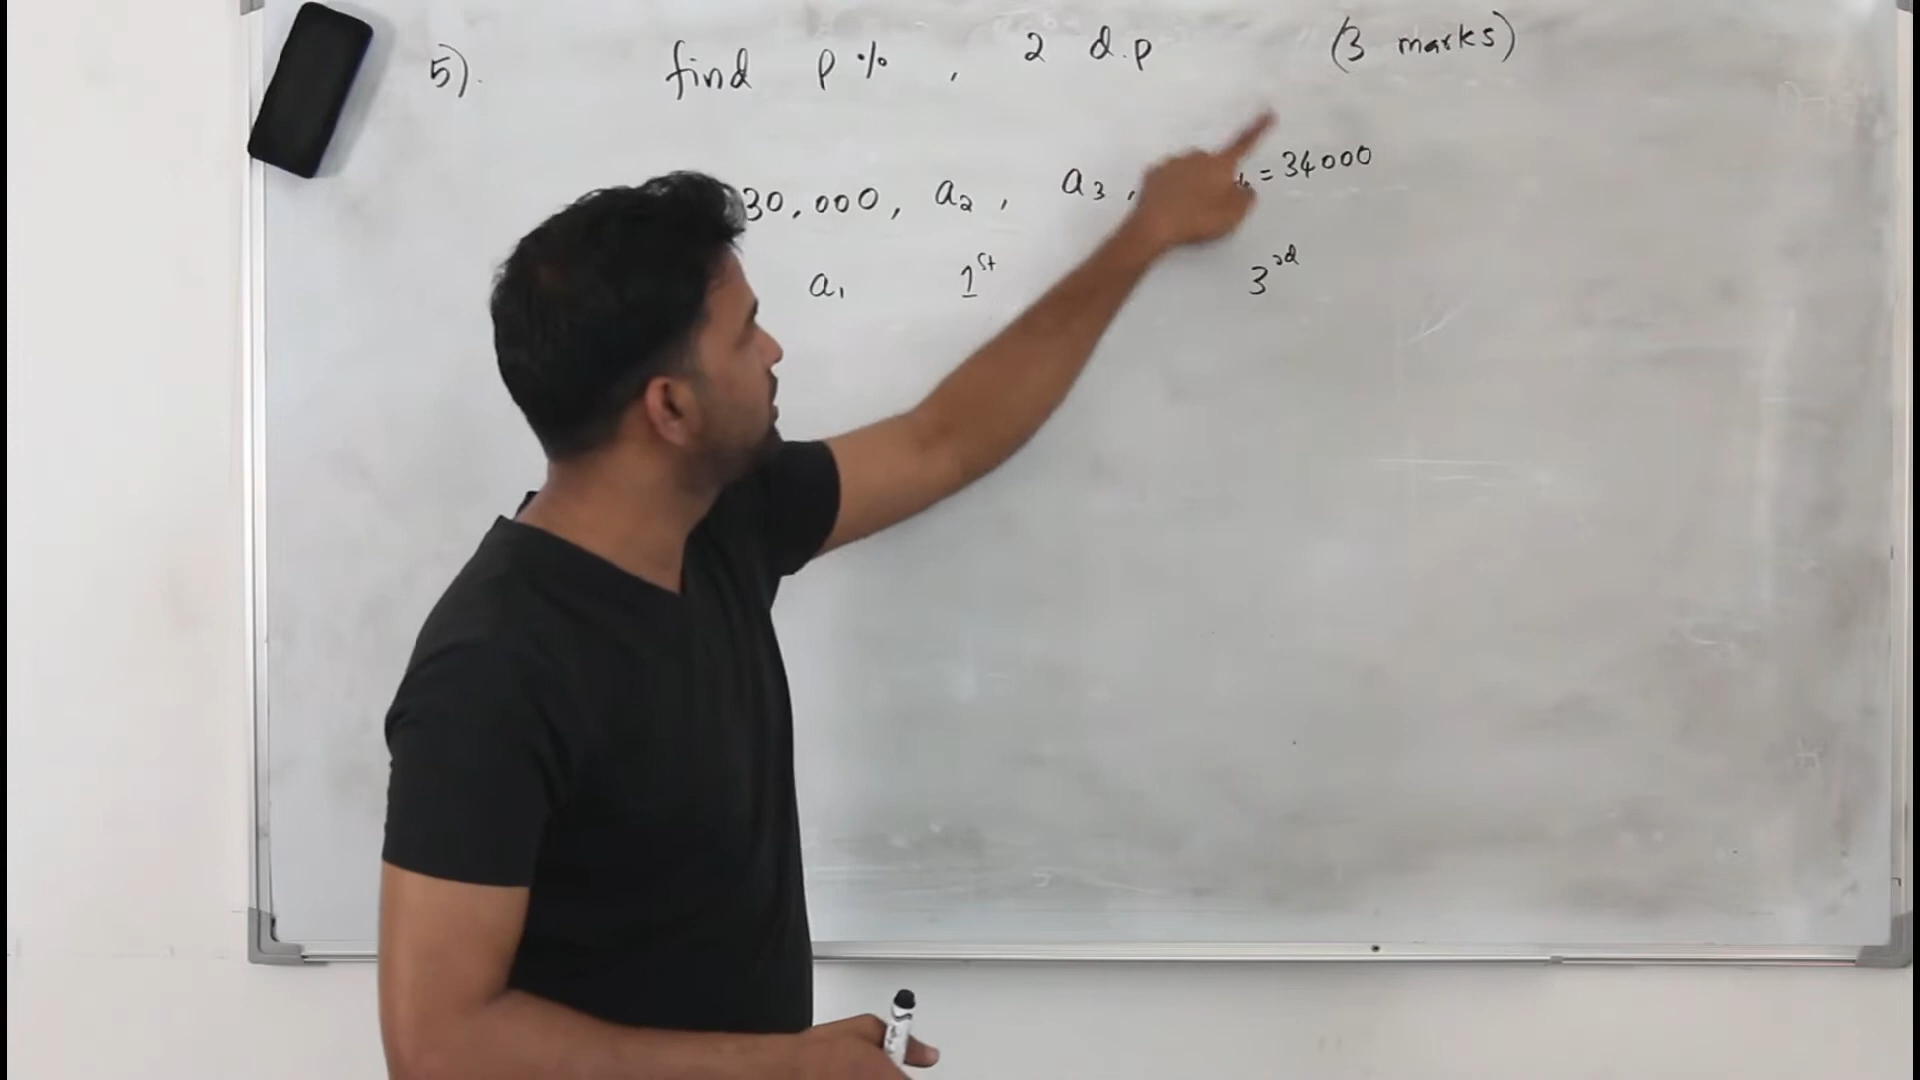 5). find p % , 2 d.p (3 marks)
30,000, a₂ , a₃ , = 34000
a₁ 1ˢᵗ 3ʳᵈ